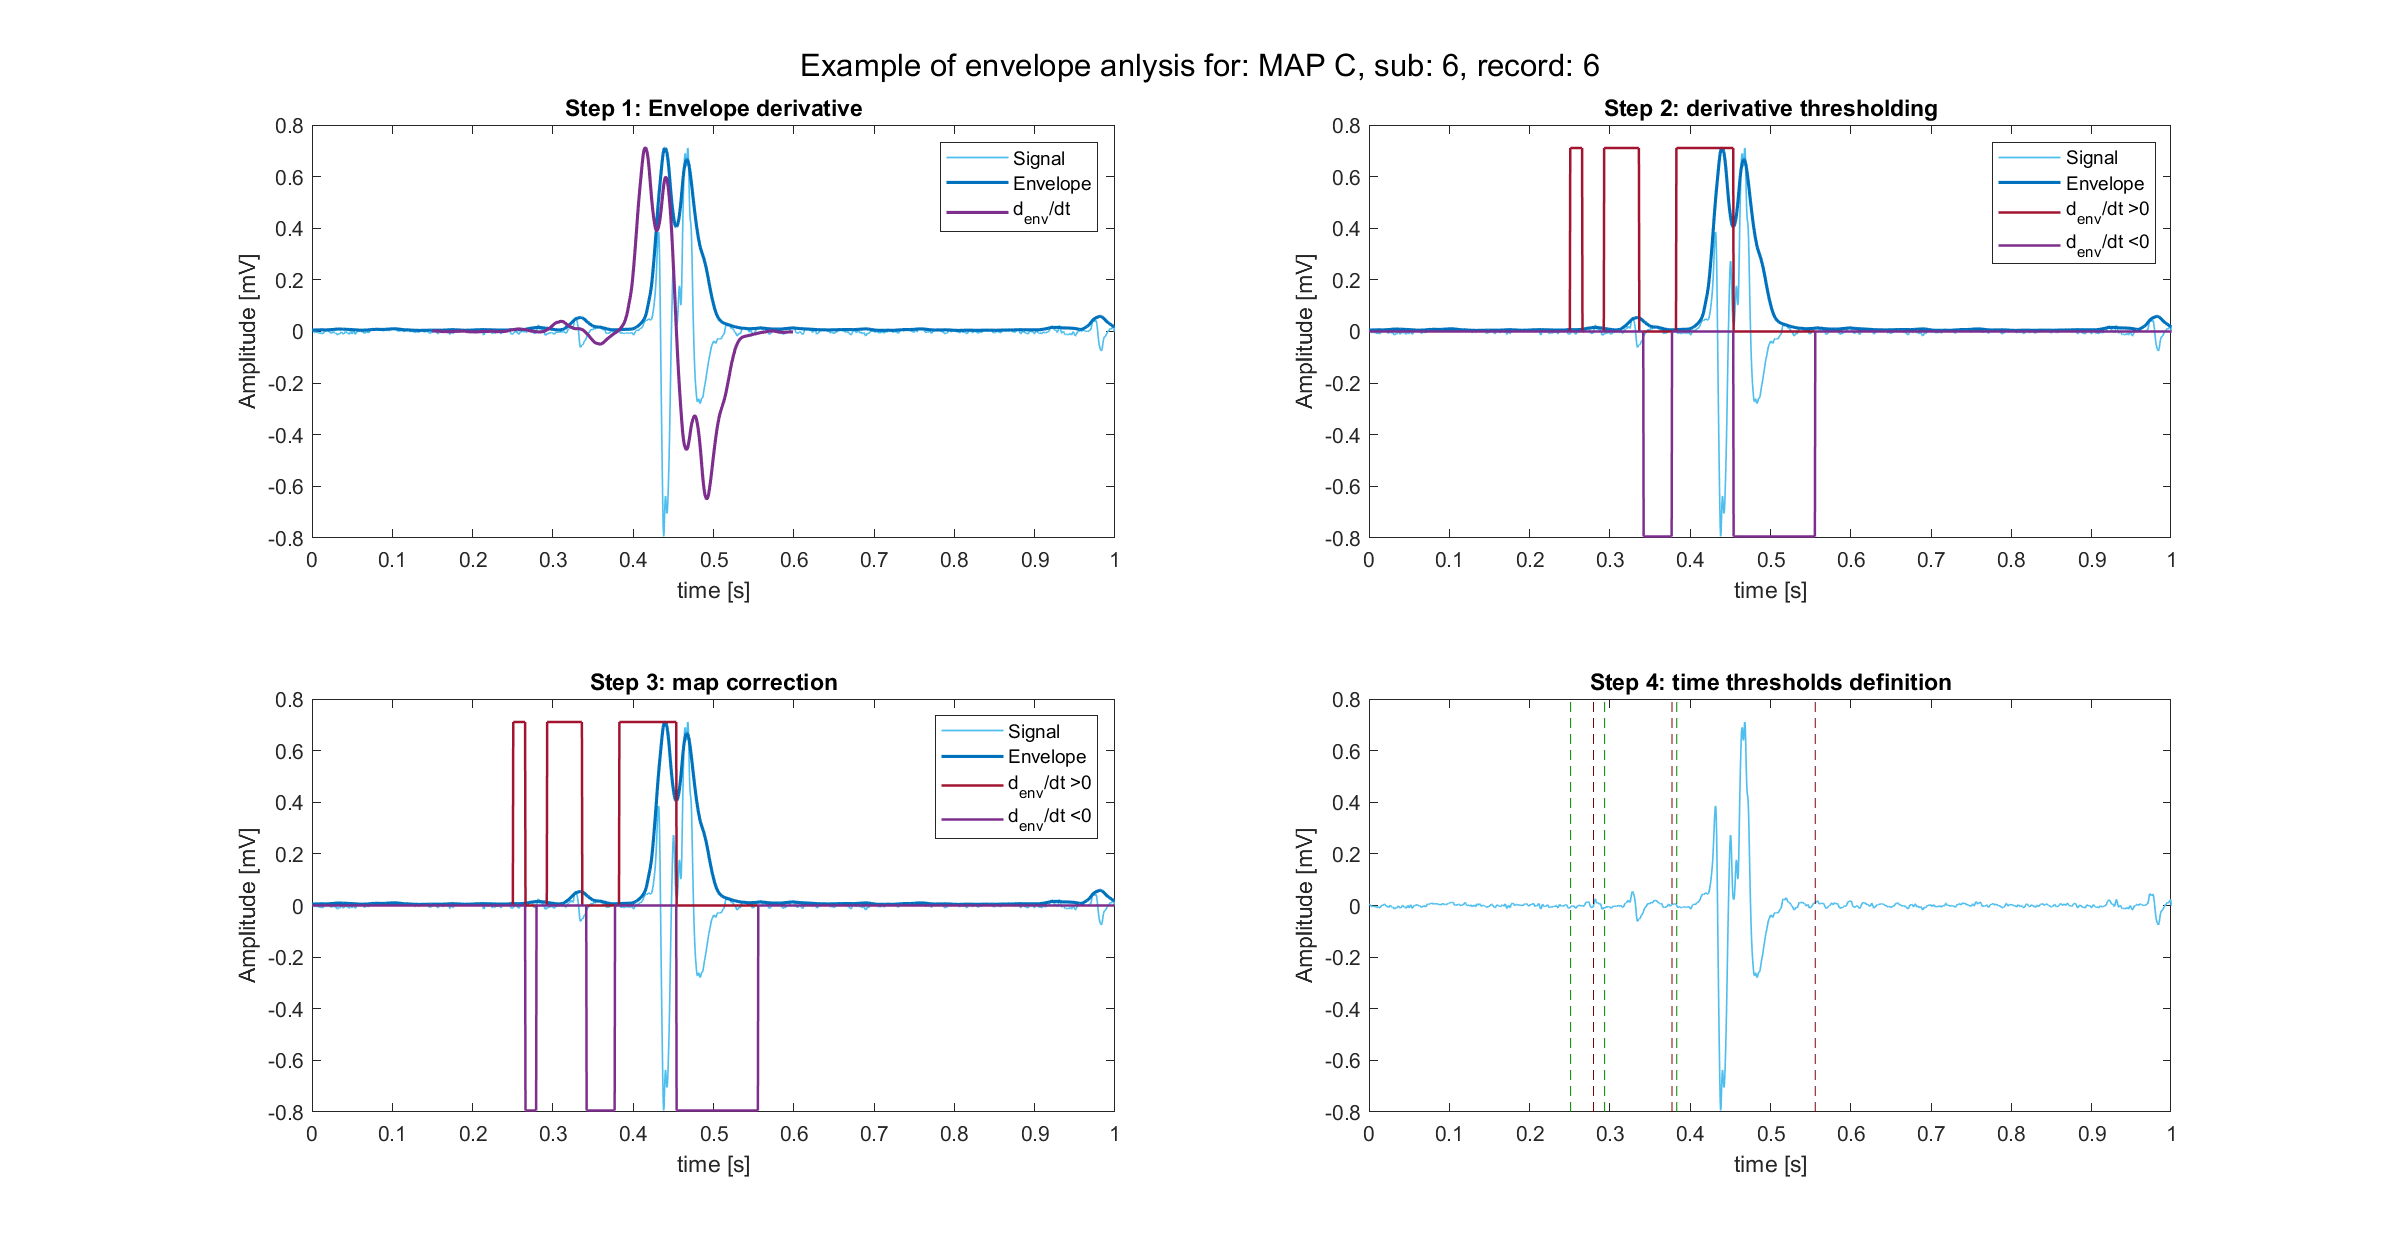 Example of envelope anlysis for: MAP C, sub: 6, record: 6
Step 1: Envelope derivative
0.8
0.6
0.4
0.2
0
-0.2
-0.4
-0.6
-0.8
Amplitude [mV]
0 0.1 0.2 0.3 0.4 0.5 0.6 0.7 0.8 0.9 1
time [s]
Signal
Envelope
denv/dt
Step 2: derivative thresholding
0.8
0.6
0.4
0.2
0
-0.2
-0.4
-0.6
-0.8
Amplitude [mV]
0 0.1 0.2 0.3 0.4 0.5 0.6 0.7 0.8 0.9 1
time [s]
Signal
Envelope
denv/dt >0
denv/dt <0
Step 3: map correction
0.8
0.6
0.4
0.2
0
-0.2
-0.4
-0.6
-0.8
Amplitude [mV]
0 0.1 0.2 0.3 0.4 0.5 0.6 0.7 0.8 0.9 1
time [s]
Signal
Envelope
denv/dt >0
denv/dt <0
Step 4: time thresholds definition
0.8
0.6
0.4
0.2
0
-0.2
-0.4
-0.6
-0.8
Amplitude [mV]
0 0.1 0.2 0.3 0.4 0.5 0.6 0.7 0.8 0.9 1
time [s]